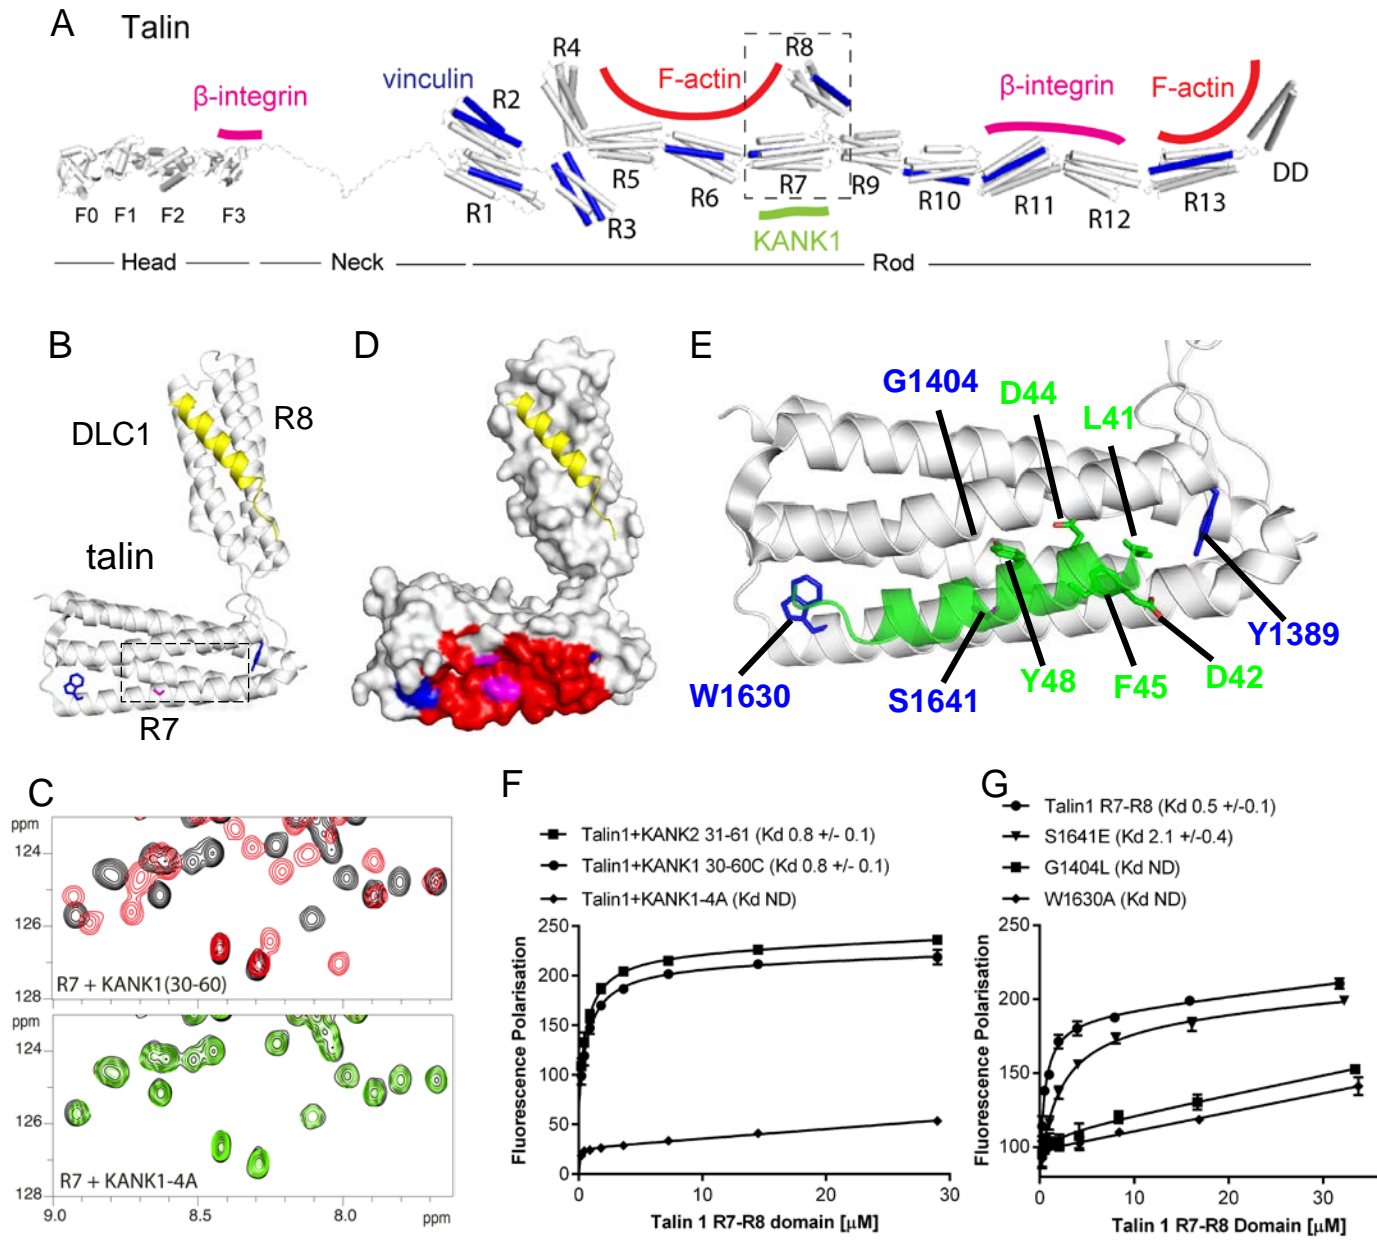 A Talin
R4
R8
F-actin
vinculin
β-integrin
R2
β-integrin
F-actin
F0 F1 F2 F3
R1
R3
R5
R6
R7
R9
R10
R11
R12
R13
DD
KANK1
Head
Neck
Rod
B
DLC1
R8
talin
R7
D
E
G1404
D44
L41
W1630
S1641
Y48
F45
D42
Y1389
C
ppm
124
126
128
R7 + KANK1(30-60)
ppm
124
126
128
R7 + KANK1-4A
9.0 8.5 8.0 ppm
F
Talin1+KANK2 31-61 (Kd 0.8 +/- 0.1)
Talin1+KANK1 30-60C (Kd 0.8 +/- 0.1)
Talin1+KANK1-4A (Kd ND)
Fluorescence Polarisation
250
200
150
100
50
0
0 10 20 30
Talin 1 R7-R8 domain [µM]
G
Talin1 R7-R8 (Kd 0.5 +/-0.1)
S1641E (Kd 2.1 +/-0.4)
G1404L (Kd ND)
W1630A (Kd ND)
Fluorescence Polarisation
250
200
150
100
0 10 20 30
Talin 1 R7-R8 Domain [µM]